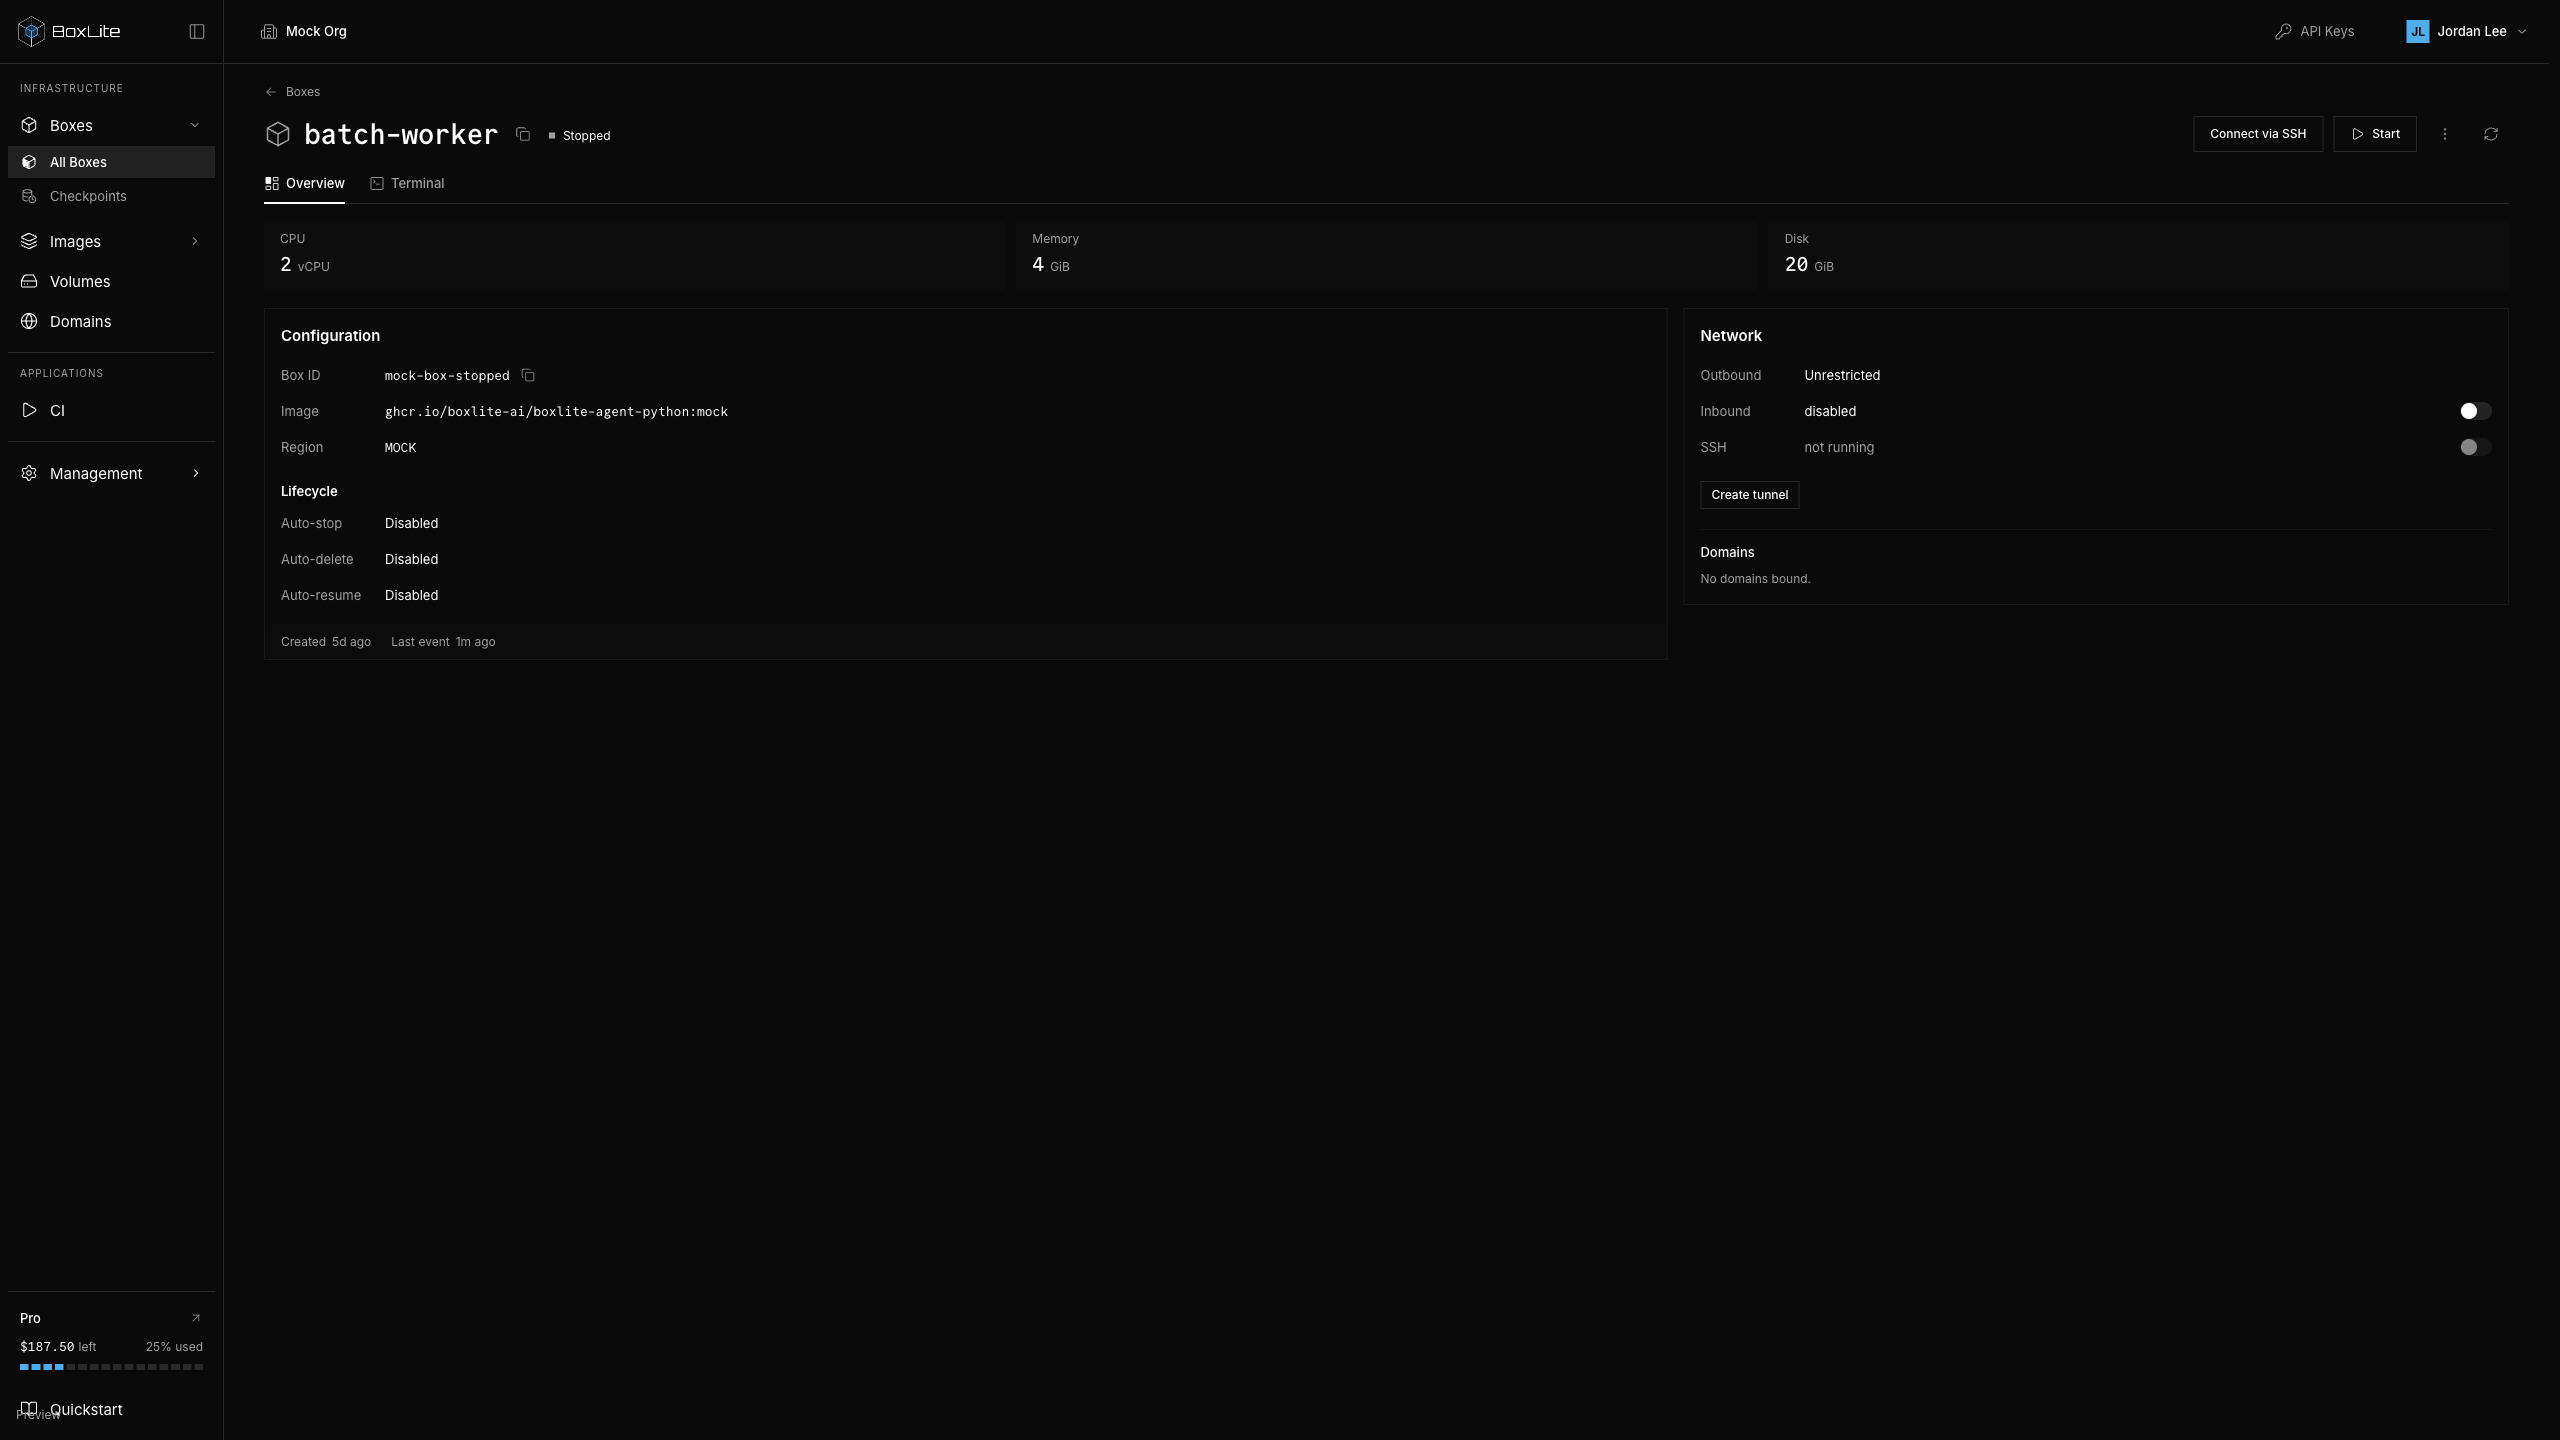 BoxLite
Mock Org
API Keys
JL
Jordan Lee
INFRASTRUCTURE
Boxes
All Boxes
Checkpoints
Images
Volumes
Domains
APPLICATIONS
CI
Management
Boxes
batch-worker
Stopped
Connect via SSH
Start
Overview
Terminal
CPU
2 vCPU
Memory
4 GiB
Disk
20 GiB
Configuration
Box ID mock-box-stopped
Image ghcr.io/boxlite-ai/boxlite-agent-python:mock
Region MOCK
Lifecycle
Auto-stop Disabled
Auto-delete Disabled
Auto-resume Disabled
Created 5d ago Last event 1m ago
Network
Outbound Unrestricted
Inbound disabled
SSH not running
Create tunnel
Domains
No domains bound.
Pro
$187.50 left 25% used
Quickstart
Preview